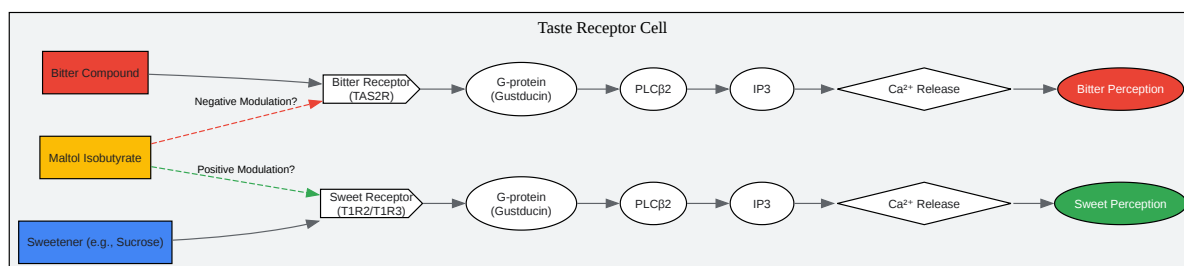 Taste Receptor Cell
Bitter Compound
Negative Modulation?
Bitter Receptor
(TAS2R)
G-protein
(Gustducin)
PLCβ2
IP3
Ca²⁺ Release
Bitter Perception
Maltol Isobutyrate
Positive Modulation?
Sweet Receptor
(T1R2/T1R3)
G-protein
(Gustducin)
PLCβ2
IP3
Ca²⁺ Release
Sweet Perception
Sweetener (e.g., Sucrose)